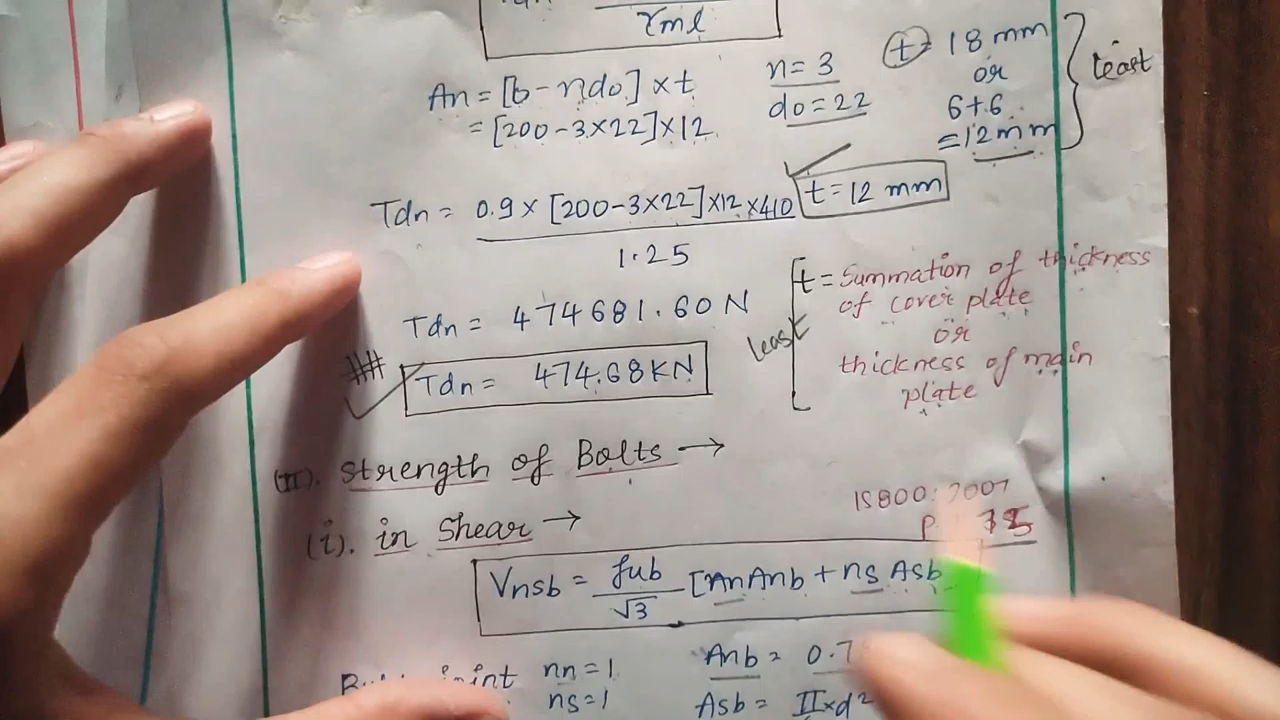 γml
An = [b - ndo] × t
= [200 - 3×22] × 12
n = 3
do = 22
t = 18 mm
or
6+6
= 12 mm
Least
Tdn = 0.9 × [200-3×22] × 12 × 410
1.25
t = 12 mm
Tdn = 474681.60 N
## Tdn = 474.68 KN
least
t = Summation of thickness
of cover plate
or
thickness of main
plate
(II). Strength of Bolts →
(i). in Shear →
IS800:2007
P 75
Vnsb = fub/√3 [nnAnb + ns Asb
nn = 1
ns = 1
Anb = 0.7
Asb = Π×d²